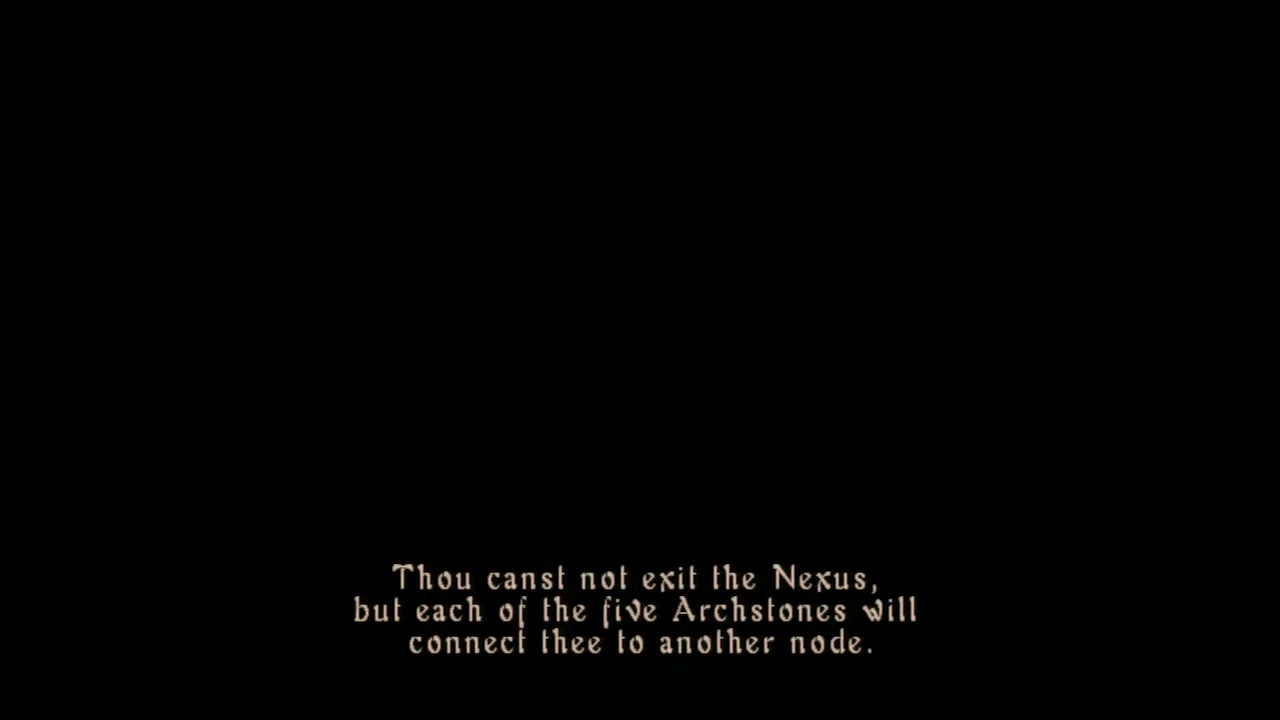 Thou canst not exit the Nexus,
but each of the five Archstones will
connect thee to another node.